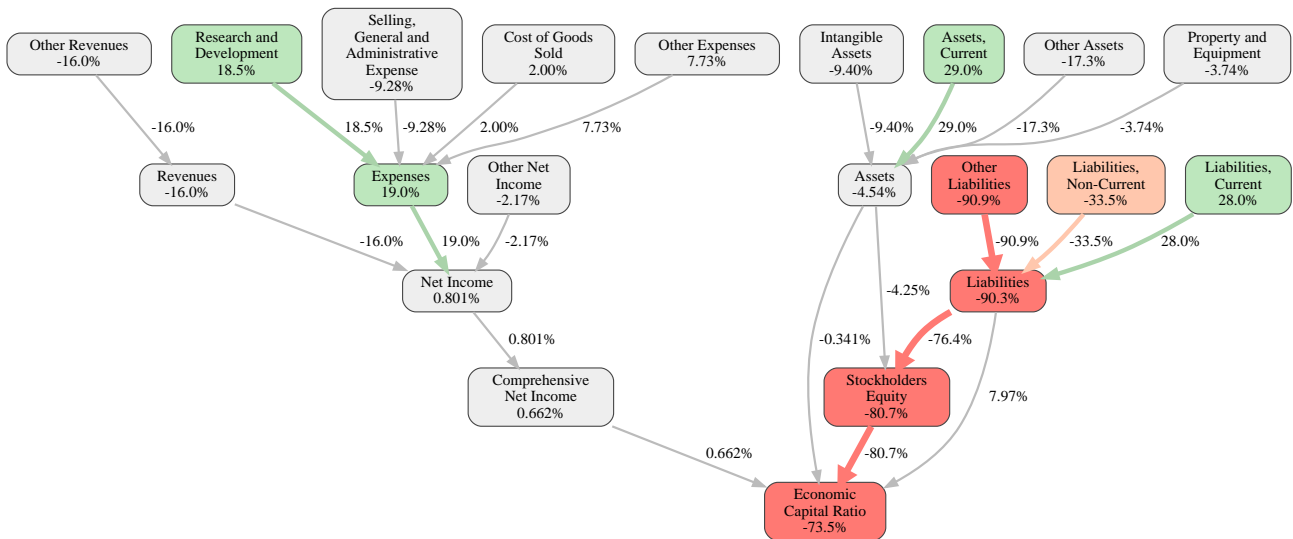 Other Revenues
-16.0%
Research and
Development
18.5%
Selling,
General and
Administrative
Expense
-9.28%
Cost of Goods
Sold
2.00%
Other Expenses
7.73%
Intangible
Assets
-9.40%
Assets,
Current
29.0%
Other Assets
-17.3%
Property and
Equipment
-3.74%
-16.0%
18.5%
-9.28%
2.00%
7.73%
-9.40%
29.0%
-17.3%
-3.74%
Revenues
-16.0%
Expenses
19.0%
Other Net
Income
-2.17%
Assets
-4.54%
Other
Liabilities
-90.9%
Liabilities,
Non-Current
-33.5%
Liabilities,
Current
28.0%
-16.0%
19.0%
-2.17%
-90.9%
-33.5%
28.0%
Net Income
0.801%
-4.25%
Liabilities
-90.3%
0.801%
-0.341%
-76.4%
Comprehensive
Net Income
0.662%
Stockholders
Equity
-80.7%
7.97%
0.662%
-80.7%
Economic
Capital Ratio
-73.5%